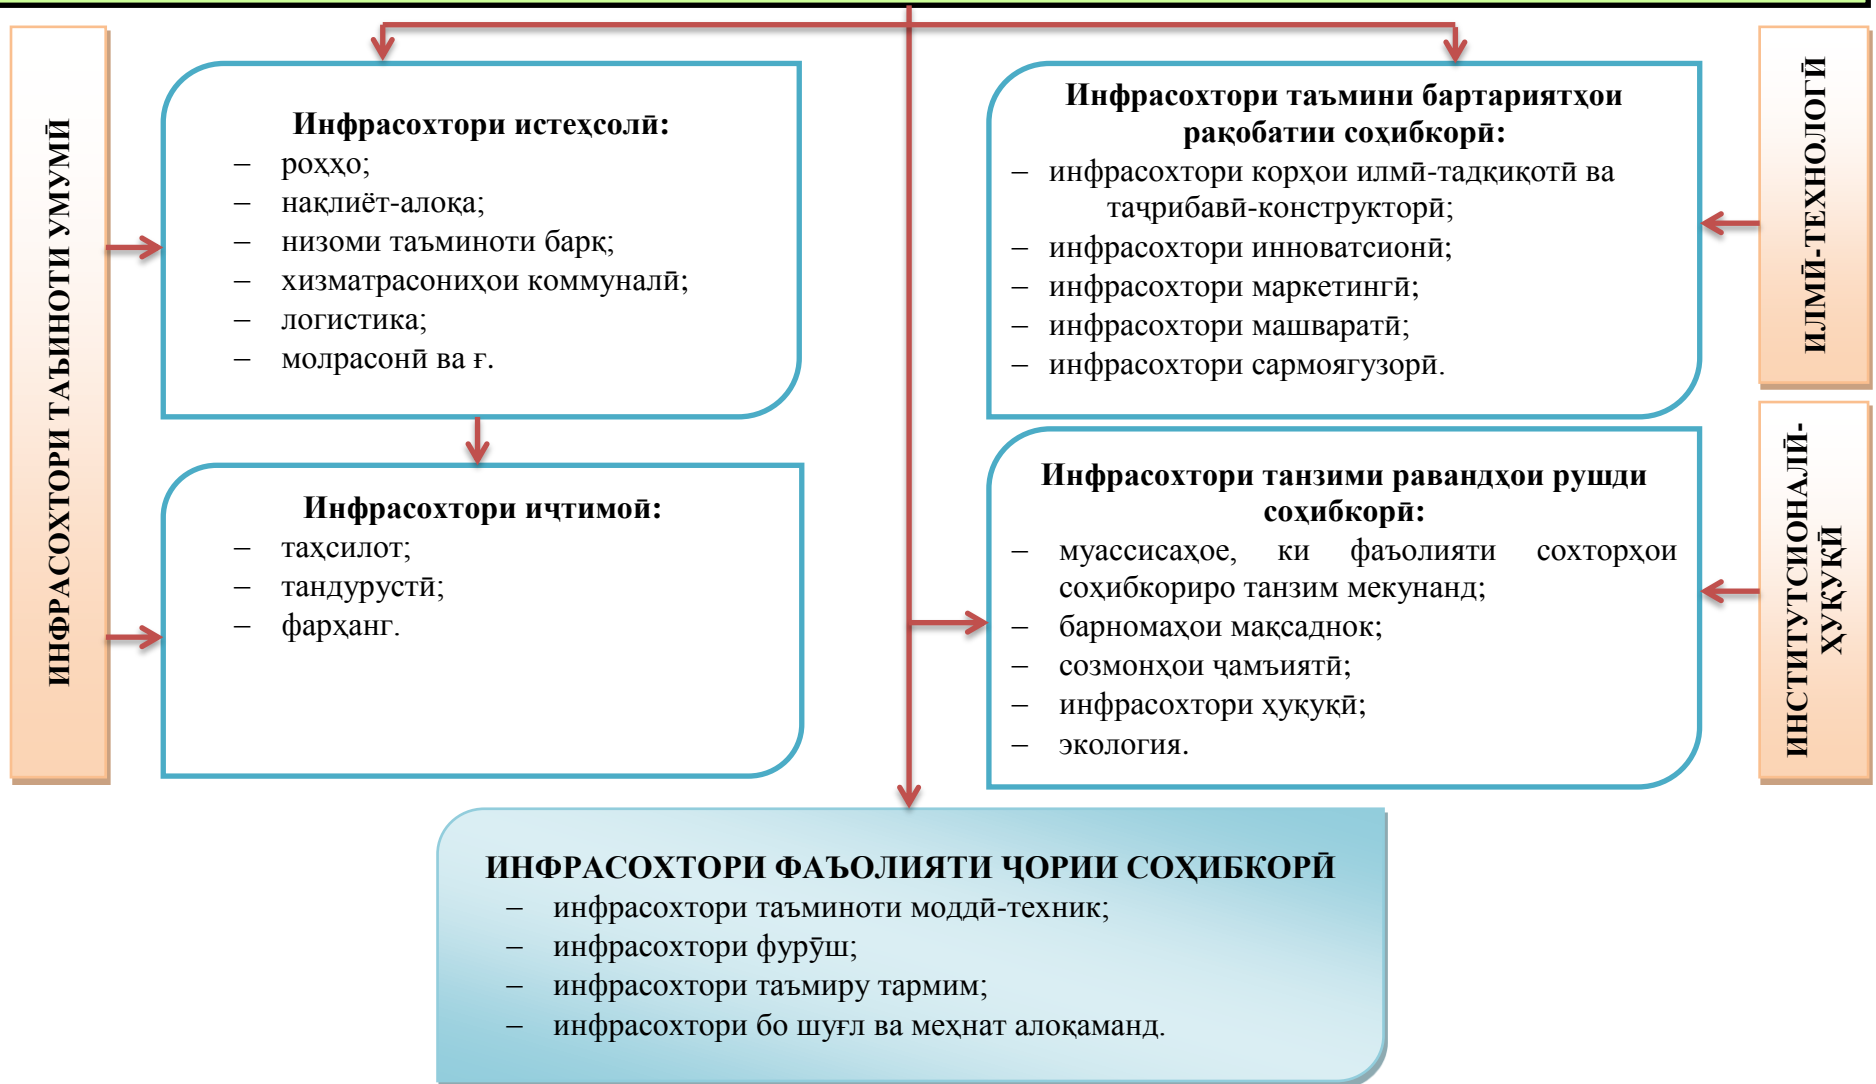 ИНФРАСОХТОРИ ТАЪИНОТИ УМУМӢ
Инфрасохтори истеҳсолӣ:
– роҳҳо;
– нақлиёт-алоқа;
– низоми таъминоти барқ;
– хизматрасониҳои коммуналӣ;
– логистика;
– молрасонӣ ва ғ.
Инфрасохтори иҷтимоӣ:
– таҳсилот;
– тандурустӣ;
– фарҳанг.
Инфрасохтори таъмини бартариятҳои
рақобатии соҳибкорӣ:
– инфрасохтори корҳои илмӣ-тадқиқотӣ ва
таҷрибавӣ-конструкторӣ;
– инфрасохтори инноватсионӣ;
– инфрасохтори маркетингӣ;
– инфрасохтори машваратӣ;
– инфрасохтори сармоягузорӣ.
ИЛМӢ-ТЕХНОЛОГӢ
Инфрасохтори танзими равандҳои рушди
соҳибкорӣ:
– муассисаҳое, ки фаъолияти сохторҳои
соҳибкориро танзим мекунанд;
– барномаҳои мақсаднок;
– созмонҳои ҷамъиятӣ;
– инфрасохтори ҳуқуқӣ;
– экология.
ИНСТИТУТСИОНАЛӢ-
ҲУҚУҚӢ
ИНФРАСОХТОРИ ФАЪОЛИЯТИ ҶОРИИ СОҲИБКОРӢ
– инфрасохтори таъминоти моддӣ-техник;
– инфрасохтори фурӯш;
– инфрасохтори таъмиру тармим;
– инфрасохтори бо шуғл ва меҳнат алоқаманд.